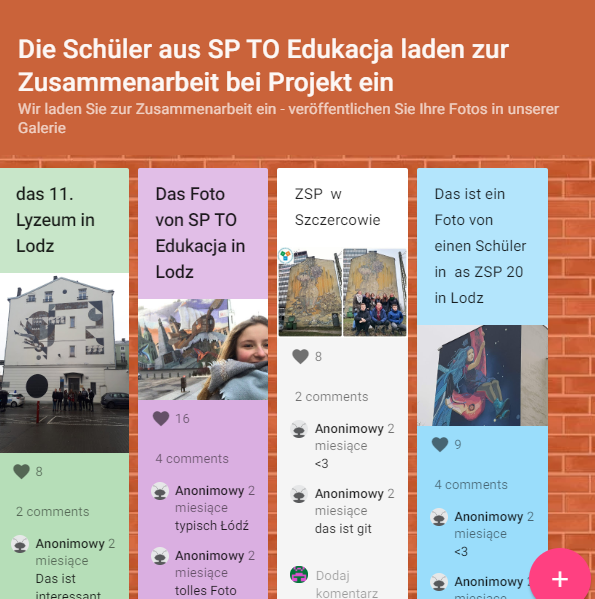 Die Schüler aus SP TO Edukacja laden zur
Zusammenarbeit bei Projekt ein
Wir laden Sie zur Zusammenarbeit ein - veröffentlichen Sie Ihre Fotos in unserer
Galerie
das 11.
Lyzeum in
Lodz
8
2 comments
Anonimowy 2
miesiące
Das ist
interessant
Das Foto
von SP TO
Edukacja in
Lodz
16
4 comments
Anonimowy 2
miesiące
typisch Łódź
Anonimowy 2
miesiące
tolles Foto
ZSP w
Szczercowie
8
2 comments
Anonimowy 2
miesiące
<3
Anonimowy 2
miesiące
das ist git
Dodaj
komentarz
Das ist ein
Foto von
einen Schüler
in as ZSP 20
in Lodz
9
4 comments
Anonimowy 2
miesiące
<3
Anonimowy 2
+